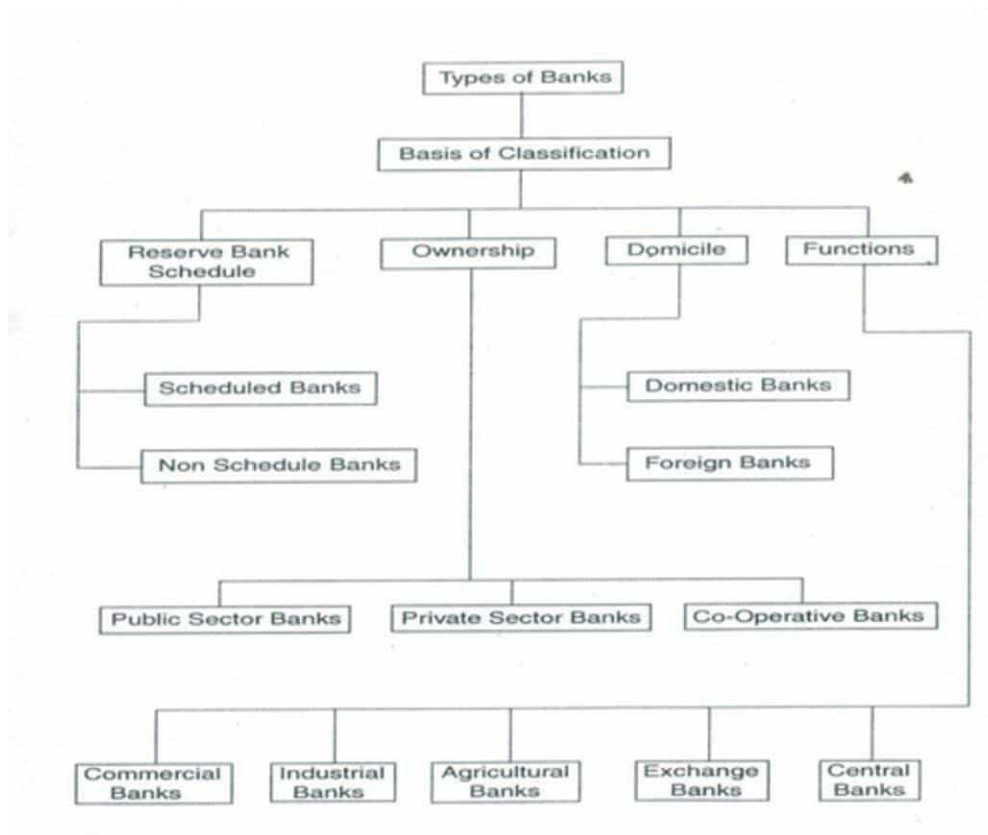 Types of Banks
Basis of Classification
Reserve Bank
Schedule
Ownership
Domicile
Functions
Scheduled Banks
Domestic Banks
Non Schedule Banks
Foreign Banks
Public Sector Banks
Private Sector Banks
Co-Operative Banks
Commercial
Banks
Industrial
Banks
Agricultural
Banks
Exchange
Banks
Central
Banks